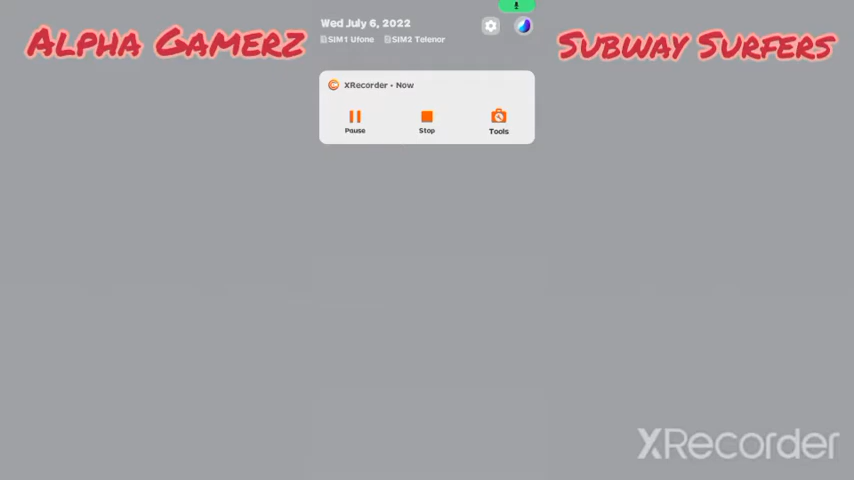 Alpha Gamerz
Subway Surfers
Wed July 6, 2022
SIM1 Ufone SIM2 Telenor
XRecorder • Now
Pause Stop Tools
XRecorder